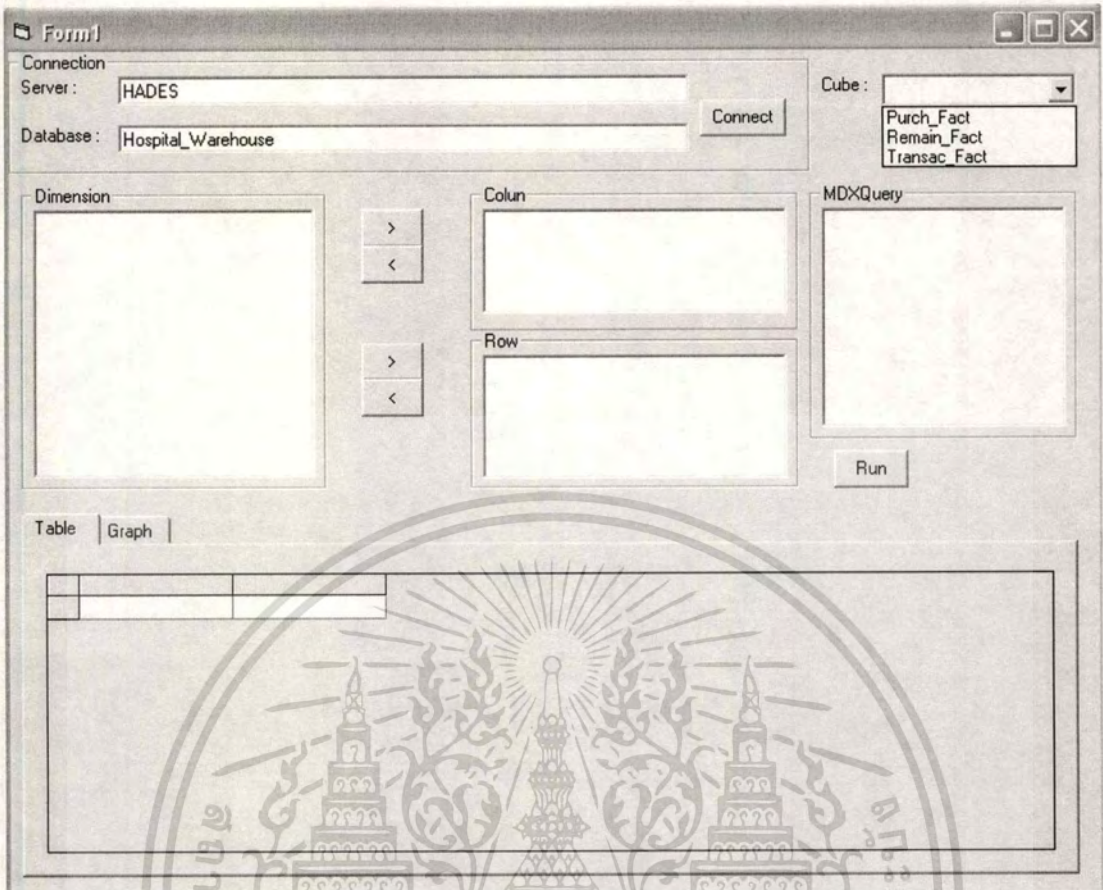 Form1
Connection
Server :
HADES
Connect
Database :
Hospital_Warehouse
Cube :
Purch_Fact
Remain_Fact
Transac_Fact
Dimension
>
<
>
<
Colun
Row
MDXQuery
Run
Table
Graph